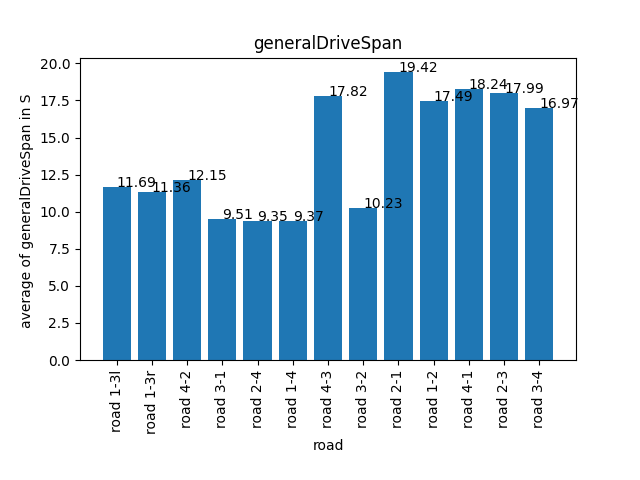 generalDriveSpan
average of generalDriveSpan in S
20.0
17.5
15.0
12.5
10.0
7.5
5.0
2.5
0.0
11.69
11.36
12.15
9.51
9.35
9.37
17.82
10.23
19.42
17.49
18.24
17.99
16.97
road 1-3l
road 1-3r
road 4-2
road 3-1
road 2-4
road 1-4
road 4-3
road 3-2
road 2-1
road 1-2
road 4-1
road 2-3
road 3-4
road